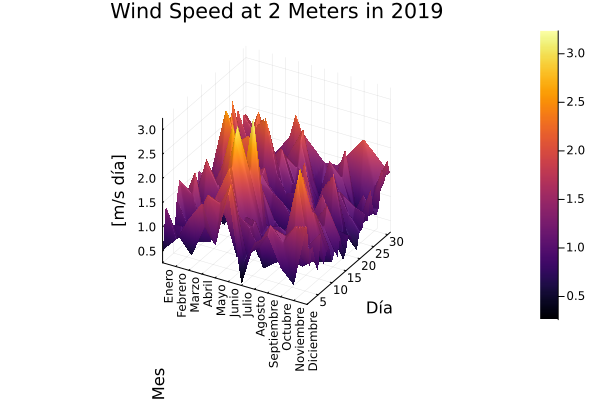 Wind Speed at 2 Meters in 2019
[m/s día]
3.0
2.5
2.0
1.5
1.0
0.5
Enero
Febrero
Marzo
Abril
Mayo
Junio
Julio
Agosto
Septiembre
Octubre
Noviembre
Diciembre
Mes
5
10
15
20
25
30
Día
3.0
2.5
2.0
1.5
1.0
0.5